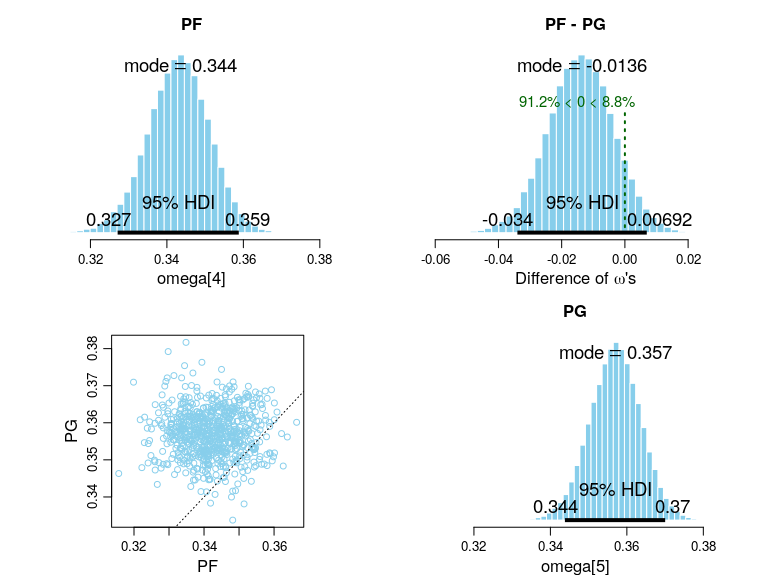 PF
mode = 0.344
95% HDI
0.327 0.359
0.32 0.34 0.36 0.38
omega[4]
PF - PG
mode = -0.0136
91.2% < 0 < 8.8%
95% HDI
-0.034 0.00692
-0.06 -0.04 -0.02 0.00 0.02
Difference of ω's
0.38
0.37
0.36
0.35
0.34
PG
0.32 0.34 0.36
PF
PG
mode = 0.357
95% HDI
0.344 0.37
0.32 0.34 0.36 0.38
omega[5]